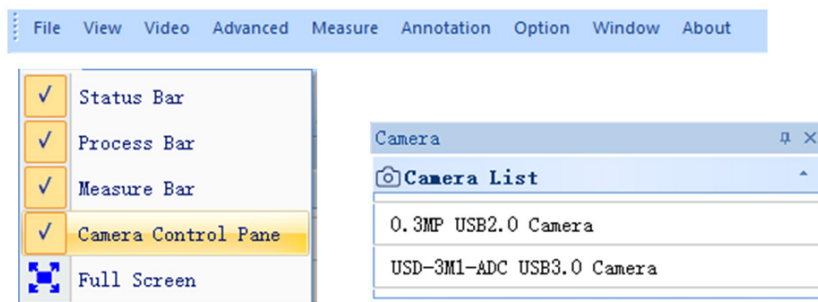 File View Video Advanced Measure Annotation Option Window About
Status Bar
Process Bar
Measure Bar
Camera Control Pane
Full Screen
Camera
Camera List
0.3MP USB2.0 Camera
USD-3M1-ADC USB3.0 Camera